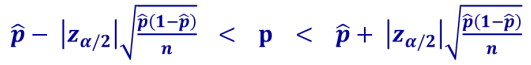 p̂ − |z_{α/2}| √(p̂(1−p̂)/n) < p < p̂ + |z_{α/2}| √(p̂(1−p̂)/n)